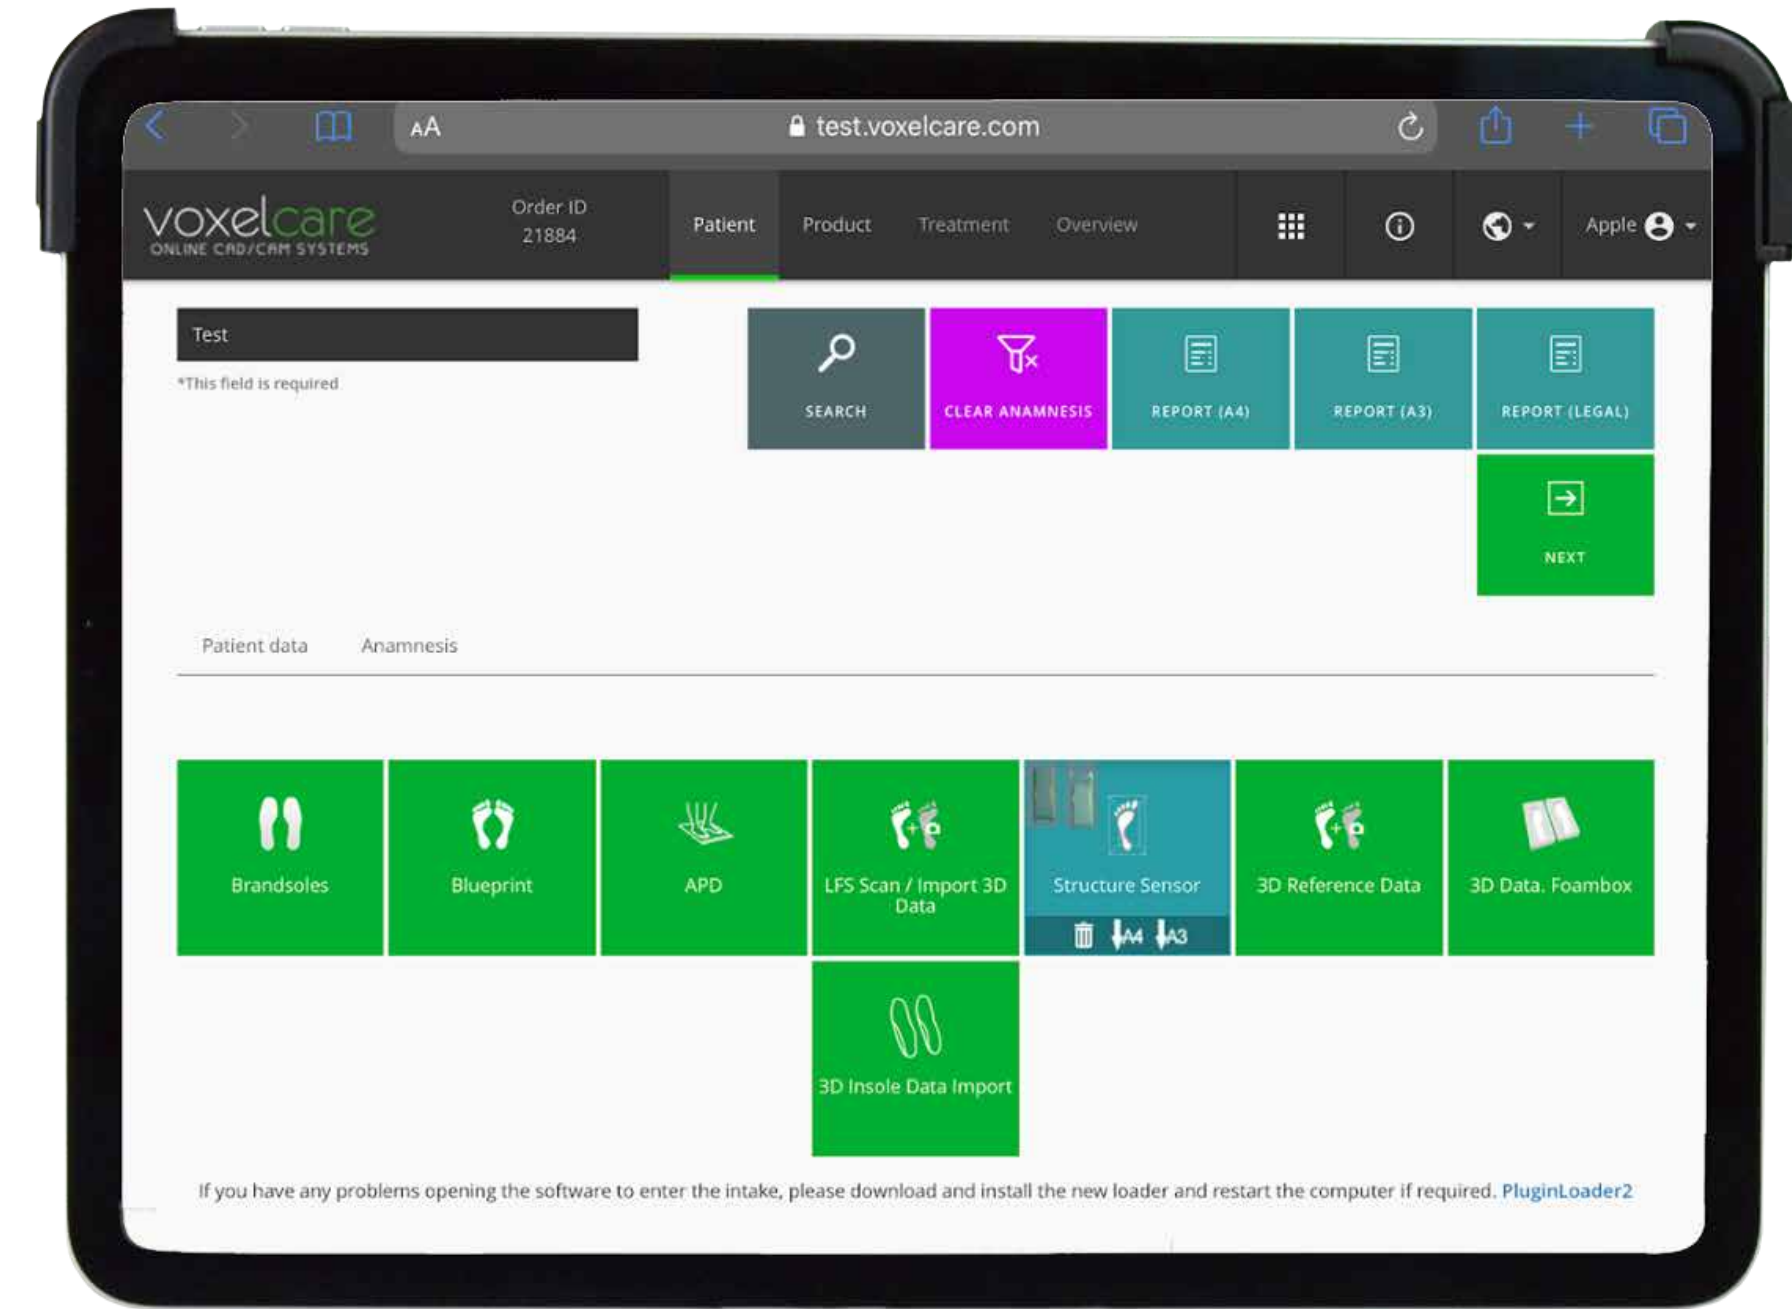 AA test.voxelcare.com
voxelcare
ONLINE CAD/CAM SYSTEMS
Order ID
21884
Patient Product Treatment Overview
Apple
Test
*This field is required
SEARCH CLEAR ANAMNESIS REPORT (A4) REPORT (A3) REPORT (LEGAL)
NEXT
Patient data Anamnesis
Brandsoles Blueprint APD LFS Scan / Import 3D Data Structure Sensor 3D Reference Data 3D Data. Foambox
A4 A3
3D Insole Data Import
If you have any problems opening the software to enter the intake, please download and install the new loader and restart the computer if required. PluginLoader2